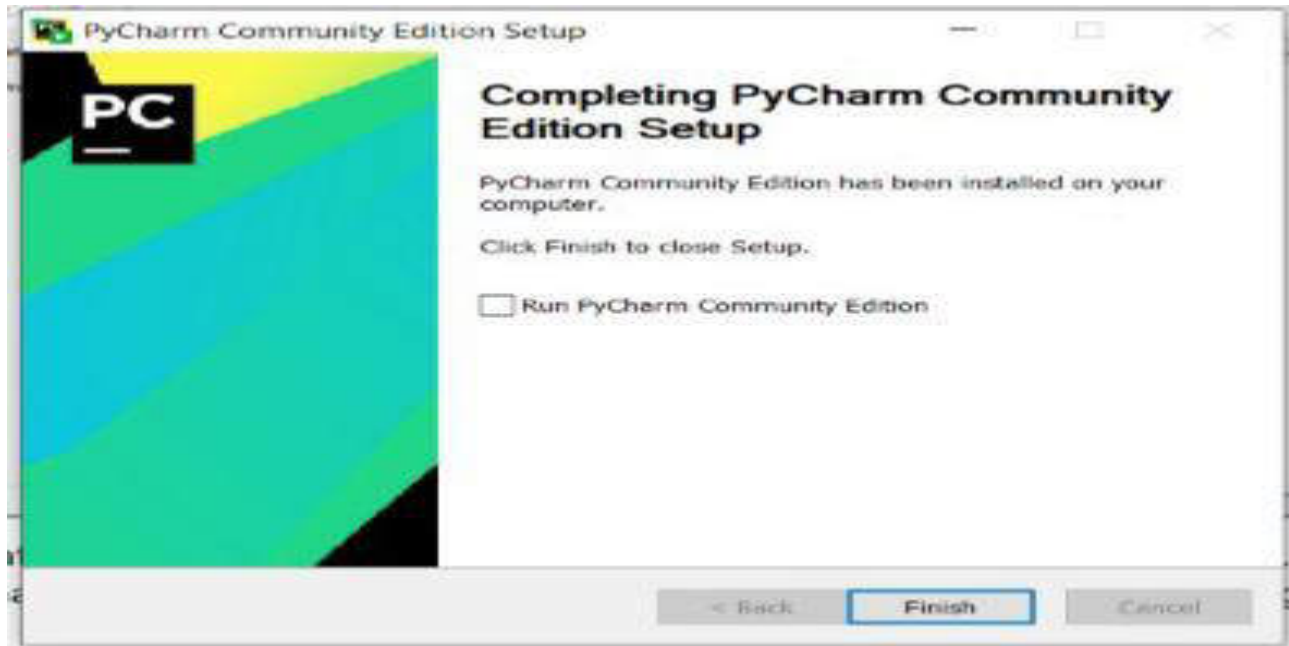 PyCharm Community Edition Setup
PC
Completing PyCharm Community
Edition Setup
PyCharm Community Edition has been installed on your
computer.
Click Finish to close Setup.
Run PyCharm Community Edition
< Back
Finish
Cancel